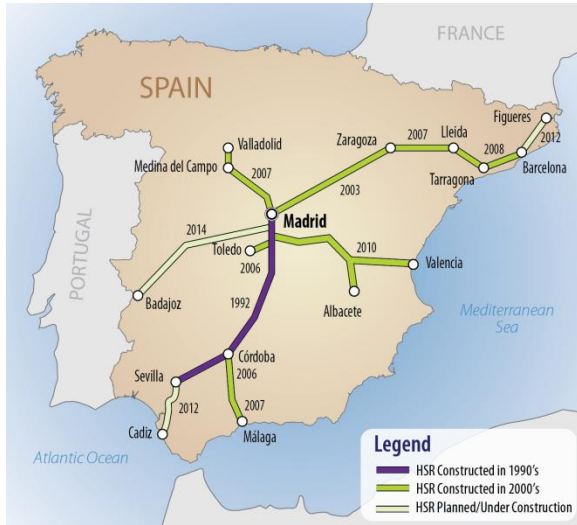 FRANCE
SPAIN
Figueres
Valladolid
Zaragoza
2007
Lleida
2012
Medina del Campo
2007
2008
Barcelona
2003
Tarragona
Madrid
2014
Toledo
2006
2010
Valencia
PORTUGAL
Badajoz
Albacete
1992
Mediterranean
Sea
Sevilla
Córdoba
2006
2012
2007
Cadiz
Málaga
Atlantic Ocean
Legend
HSR Constructed in 1990's
HSR Constructed in 2000's
HSR Planned/Under Construction